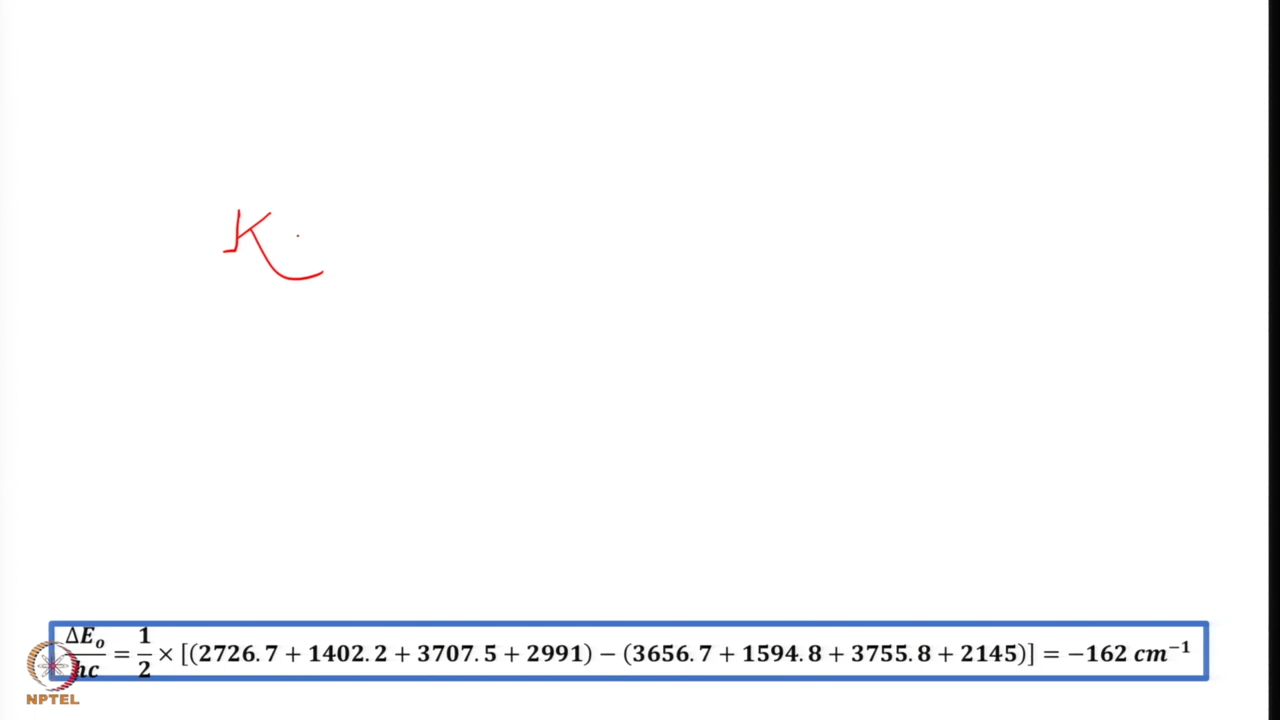 K
ΔE₀/hc = 1/2 × [(2726.7 + 1402.2 + 3707.5 + 2991) − (3656.7 + 1594.8 + 3755.8 + 2145)] = −162 cm⁻¹
NPTEL